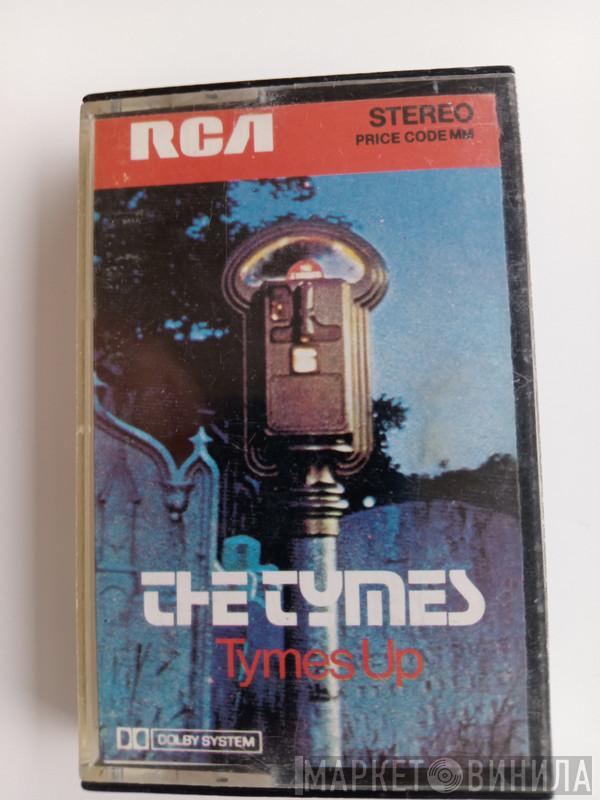 RCA
STEREO
PRICE CODE MM
THE TYMES
Tymes Up
DOLBY SYSTEM
МАРКЕТ ВИНИЛА